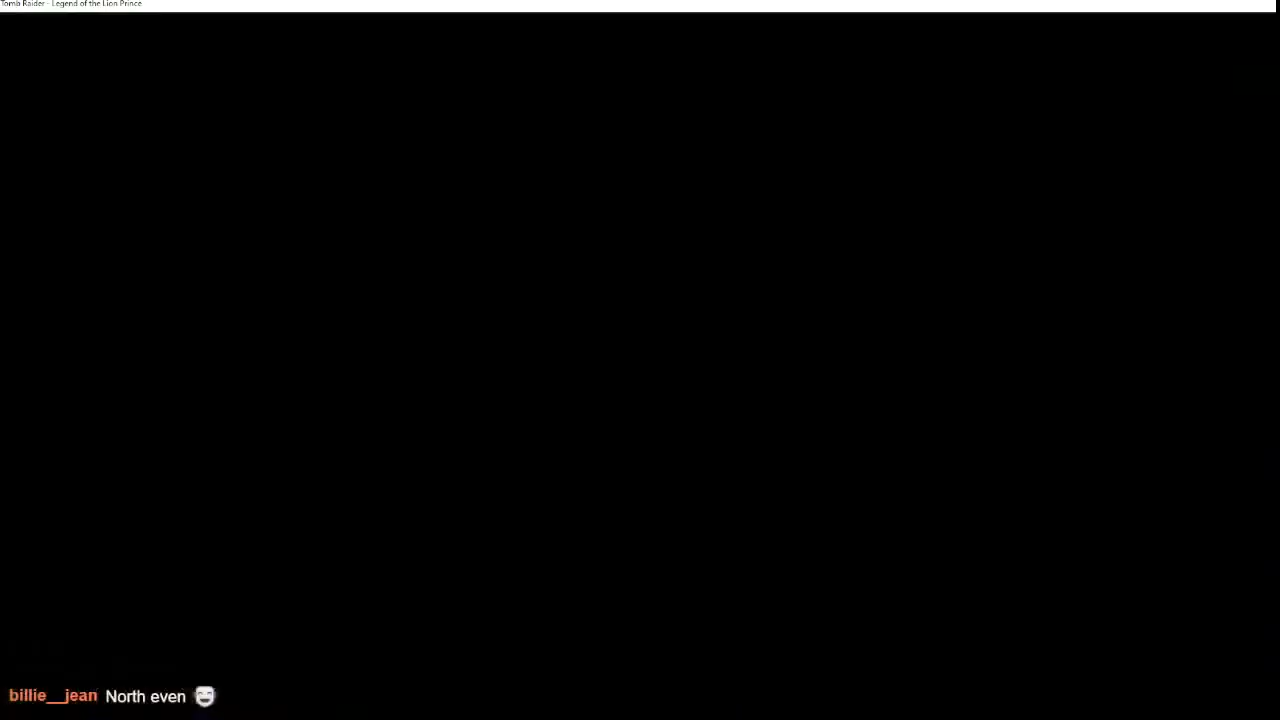 Tomb Raider - Legend of the Lion Prince
billie__jean North even